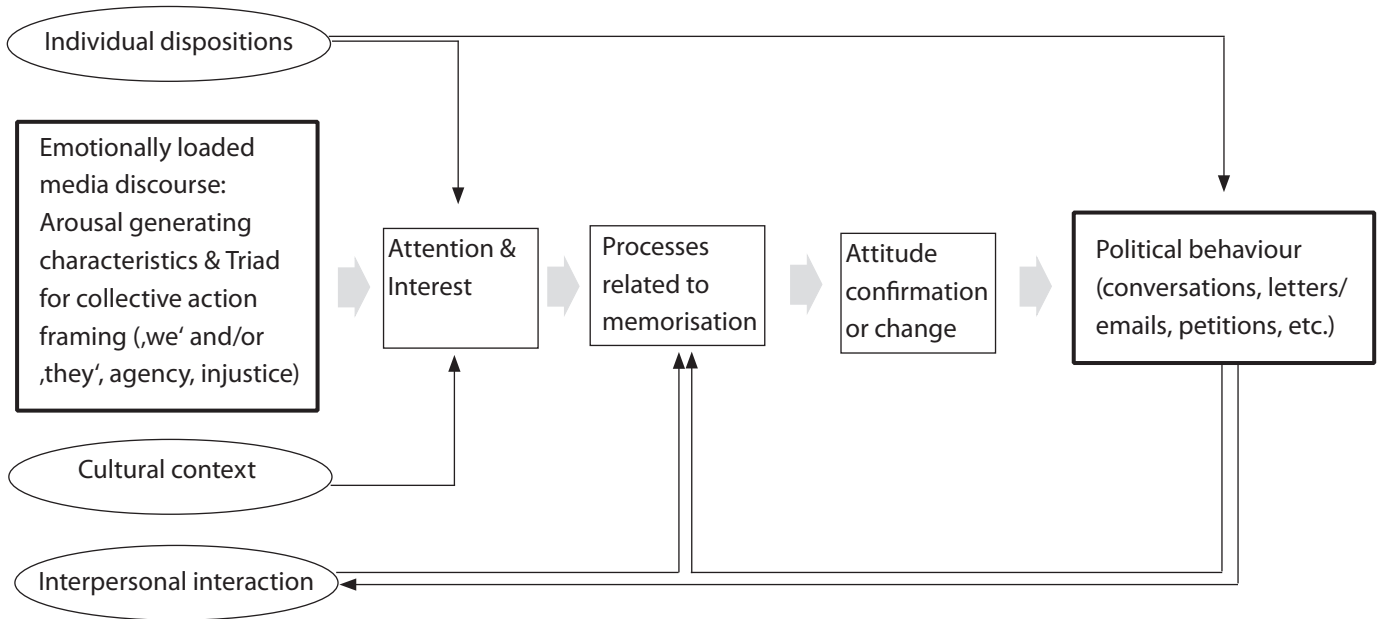 Individual dispositions
Emotionally loaded
media discourse:
Arousal generating
characteristics & Triad
for collective action
framing (‚we‘ and/or
‚they‘, agency, injustice)
Attention &
Interest
Processes
related to
memorisation
Attitude
confirmation
or change
Political behaviour
(conversations, letters/
emails, petitions, etc.)
Cultural context
Interpersonal interaction